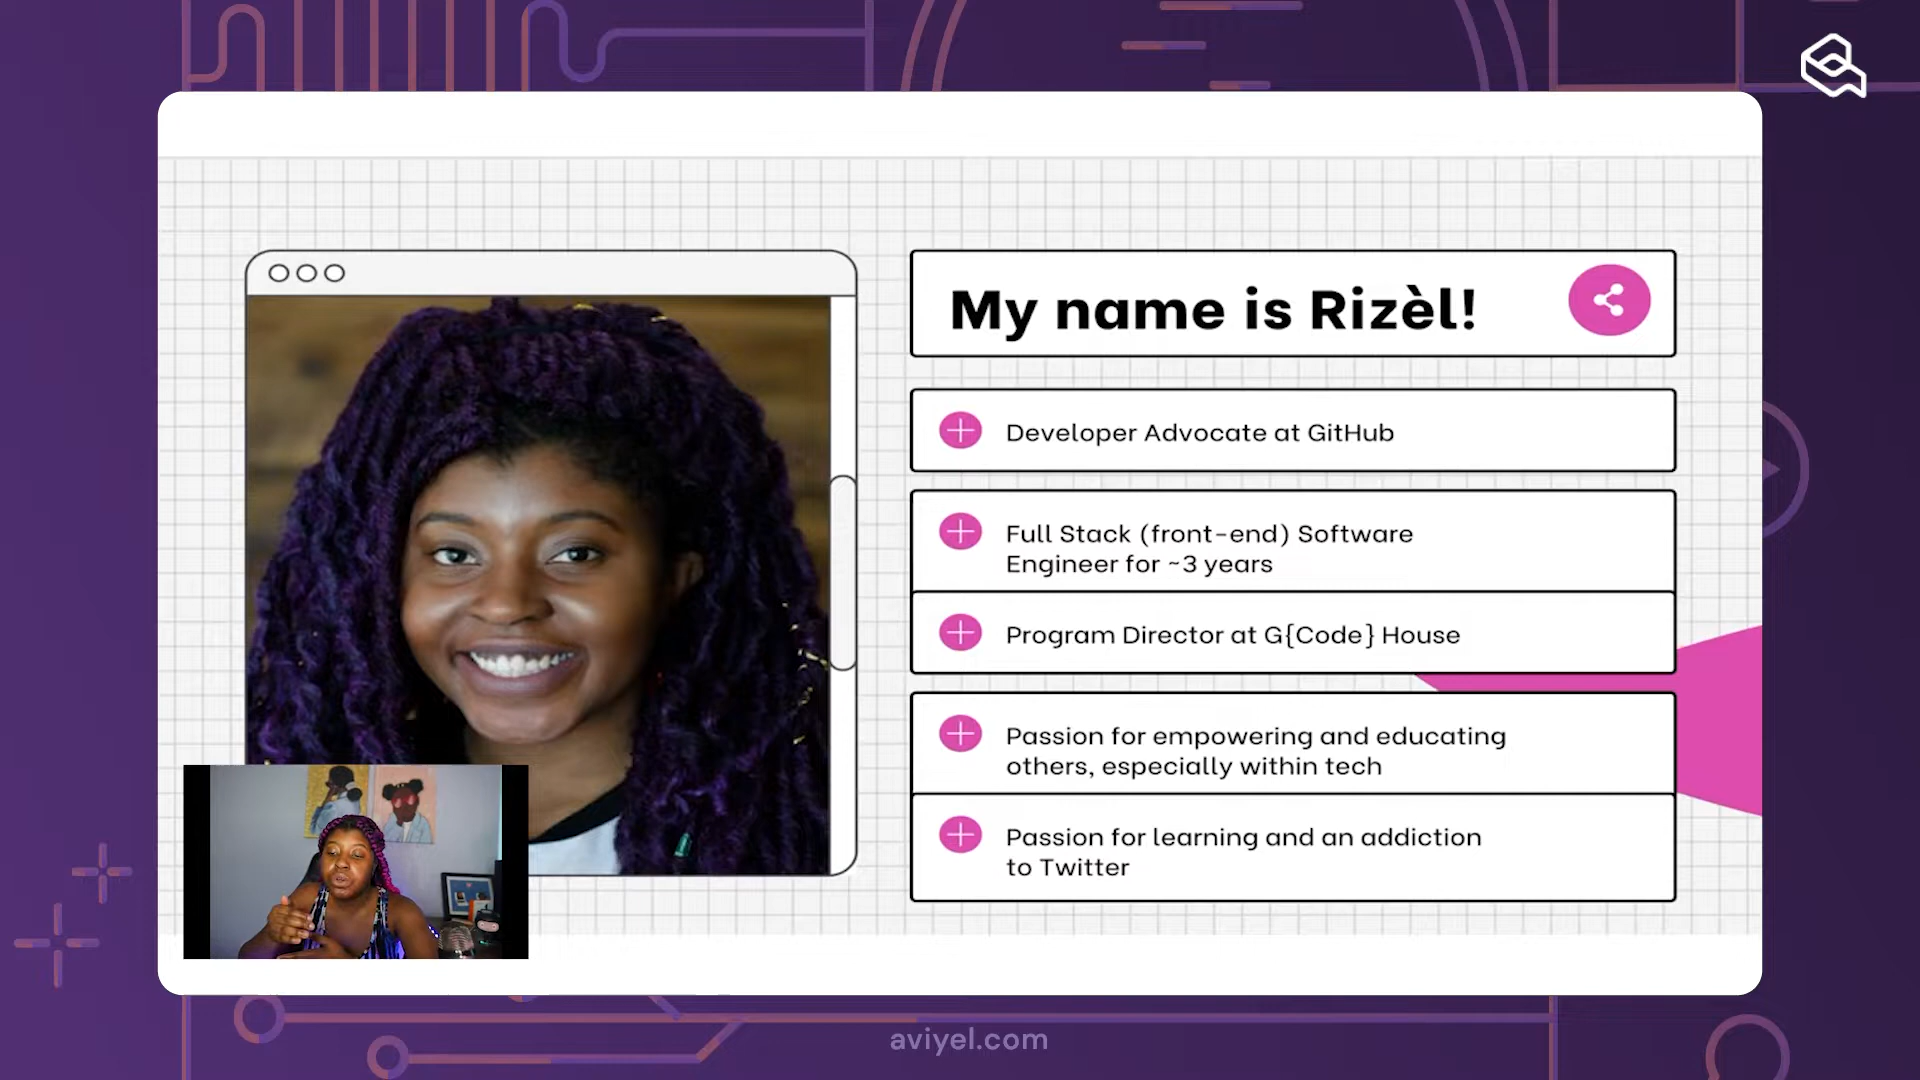 My name is Rizèl!
Developer Advocate at GitHub
Full Stack (front-end) Software
Engineer for ~3 years
Program Director at G{Code} House
Passion for empowering and educating
others, especially within tech
Passion for learning and an addiction
to Twitter
aviyel.com